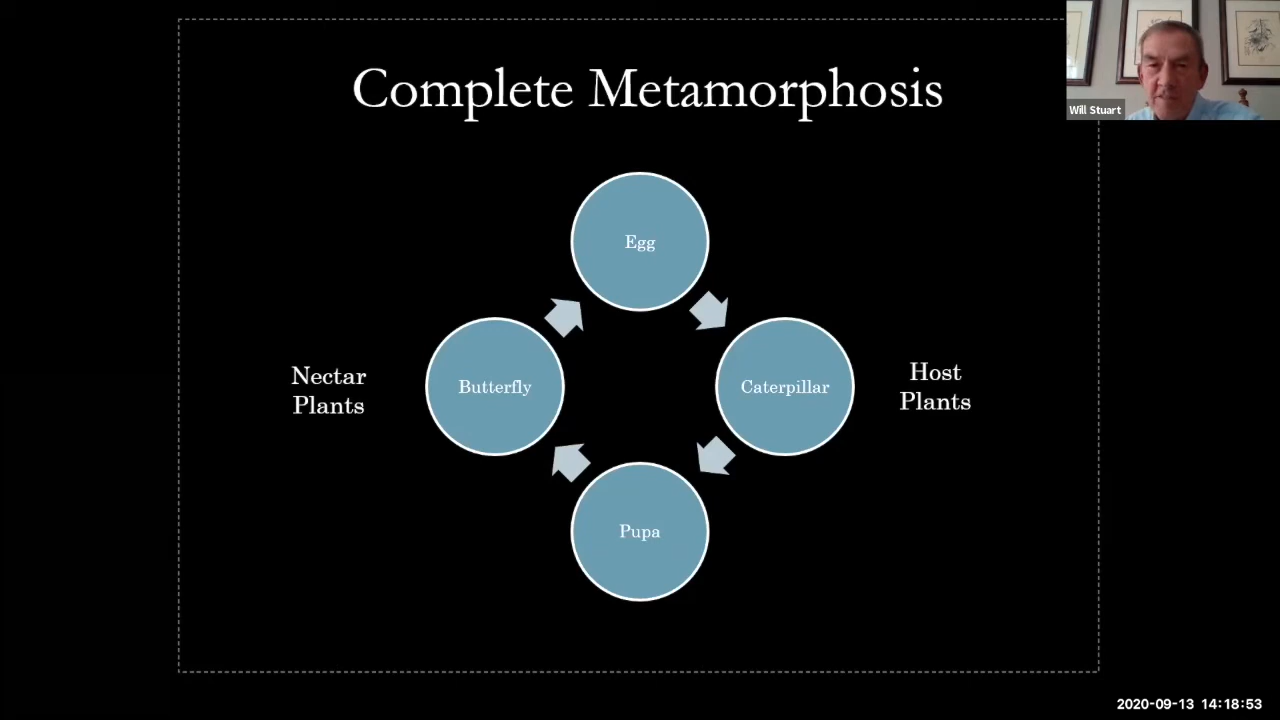 Complete Metamorphosis
Will Stuart
Egg
Nectar
Plants
Butterfly
Caterpillar
Host
Plants
Pupa
2020-09-13 14:18:53